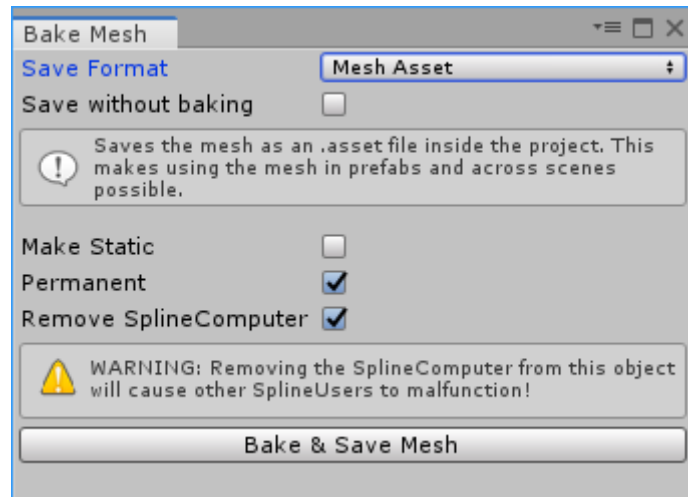 Bake Mesh
Save Format
Mesh Asset
Save without baking
Saves the mesh as an .asset file inside the project. This
makes using the mesh in prefabs and across scenes
possible.
Make Static
Permanent
Remove SplineComputer
WARNING: Removing the SplineComputer from this object
will cause other SplineUsers to malfunction!
Bake & Save Mesh